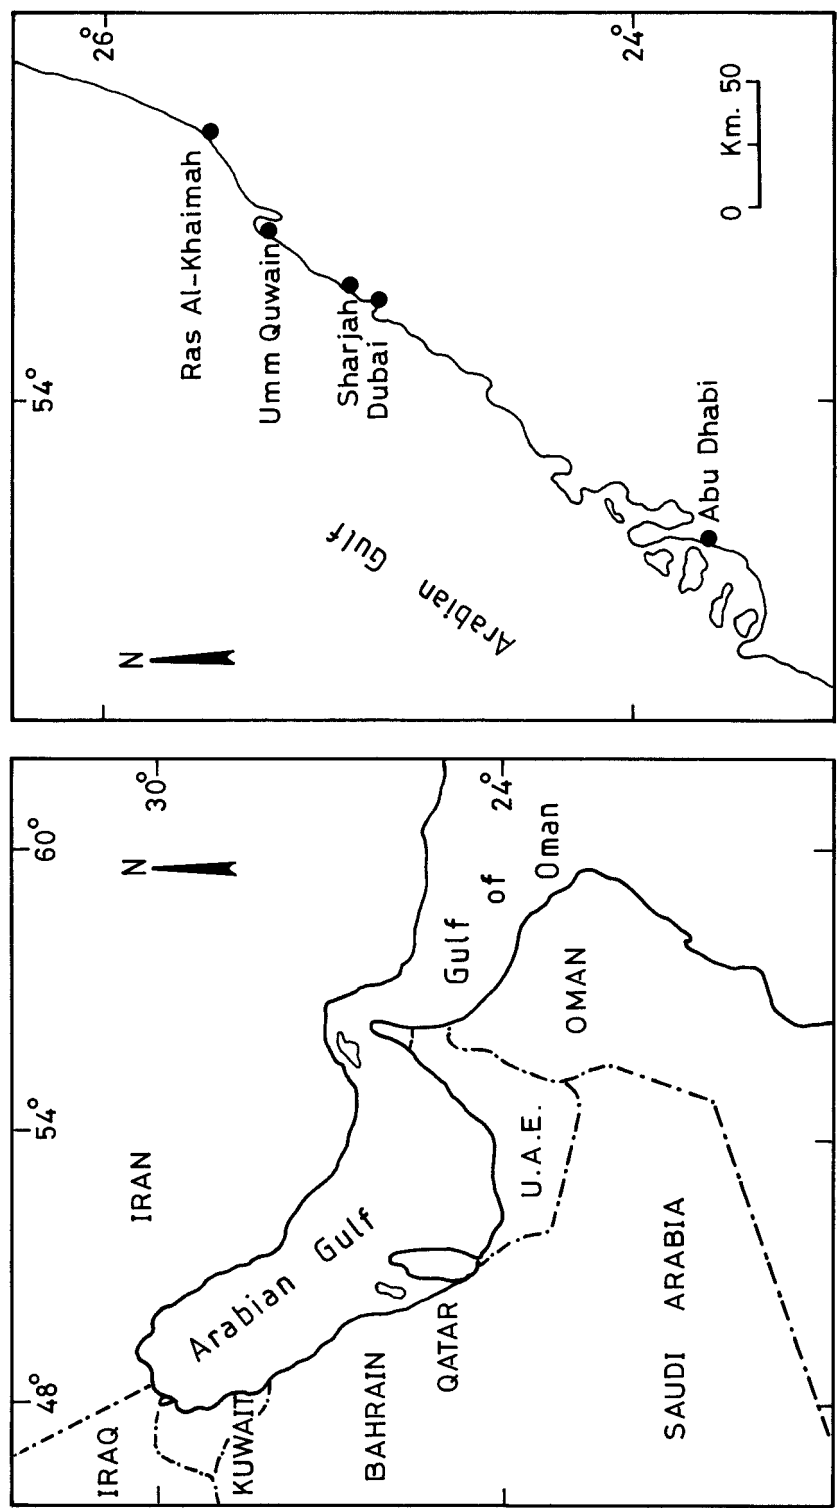 48°
54°
60°
30°
24°
N
IRAQ
IRAN
KUWAIT
Arabian Gulf
BAHRAIN
QATAR
U.A.E.
OMAN
Gulf of Oman
SAUDI ARABIA
54°
26°
24°
N
Ras Al-Khaimah
Umm Quwain
Sharjah
Dubai
Arabian Gulf
Abu Dhabi
0 Km. 50